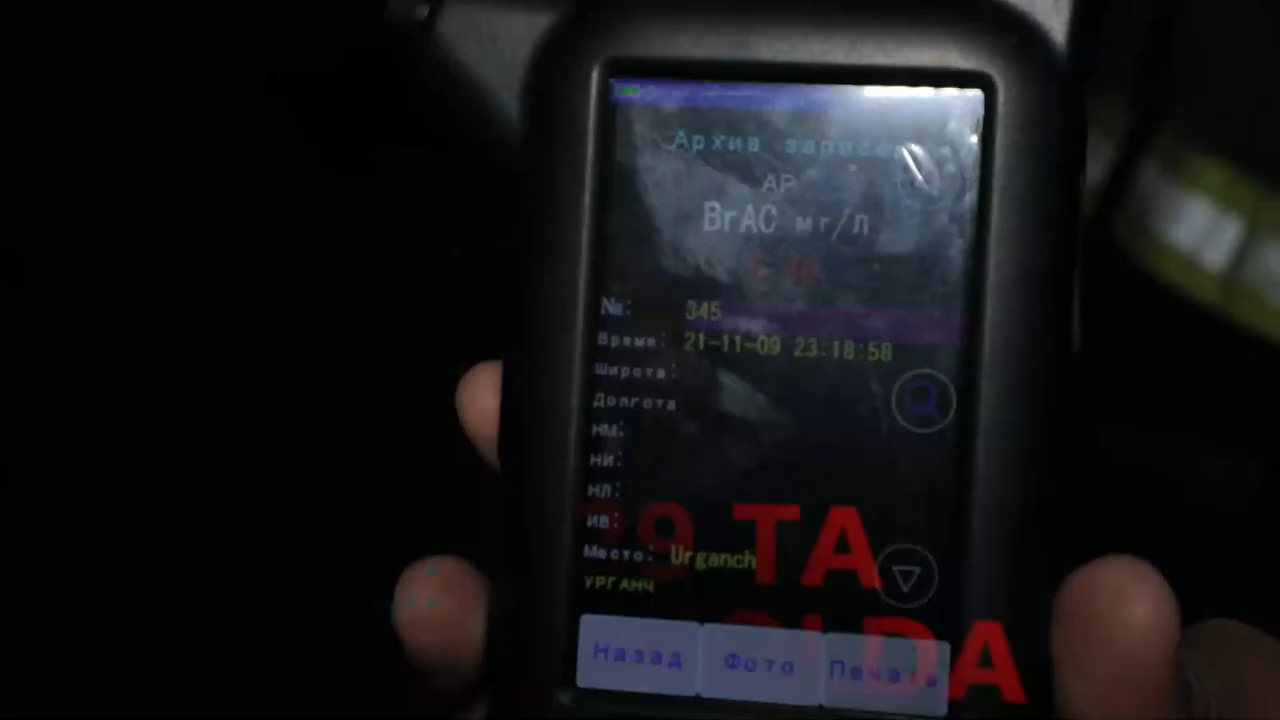 Архив записей
AP
BrAC мг/л
№: 345
Время: 21-11-09 23:18:58
Широта:
Долгота
НМ:
НИ:
НЛ:
ИВ:
Место: Urganch
УРГАНЧ
Назад Фото Печать
TA